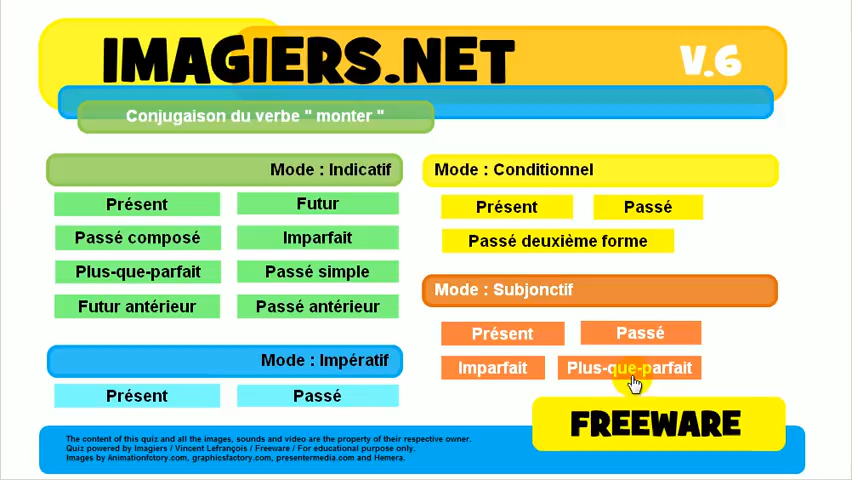 IMAGIERS.NET
V.6
Conjugaison du verbe " monter "
Mode : Indicatif
Présent
Futur
Passé composé
Imparfait
Plus-que-parfait
Passé simple
Futur antérieur
Passé antérieur
Mode : Impératif
Présent
Passé
Mode : Conditionnel
Présent
Passé
Passé deuxième forme
Mode : Subjonctif
Présent
Passé
Imparfait
Plus-que-parfait
FREEWARE
The content of this quiz and all the images, sounds and video are the property of their respective owner.
Quiz powered by Imagiers / Vincent Lefrançois / Freeware / For educational purpose only.
Images by Animationfctory.com, graphicsfactory.com, presentermedia.com and Hemera.